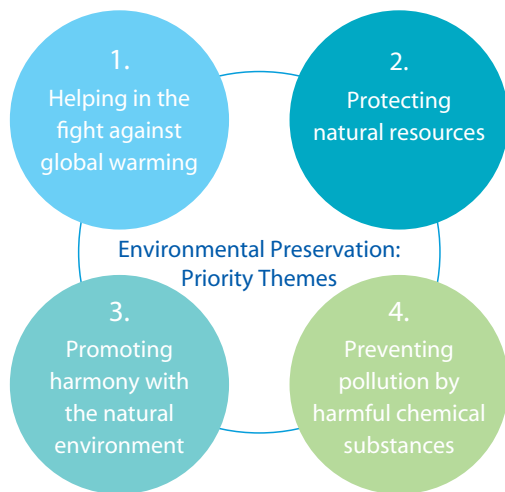 1.
Helping in the
fight against
global warming
2.
Protecting
natural resources
Environmental Preservation:
Priority Themes
3.
Promoting
harmony with
the natural
environment
4.
Preventing
pollution by
harmful chemical
substances